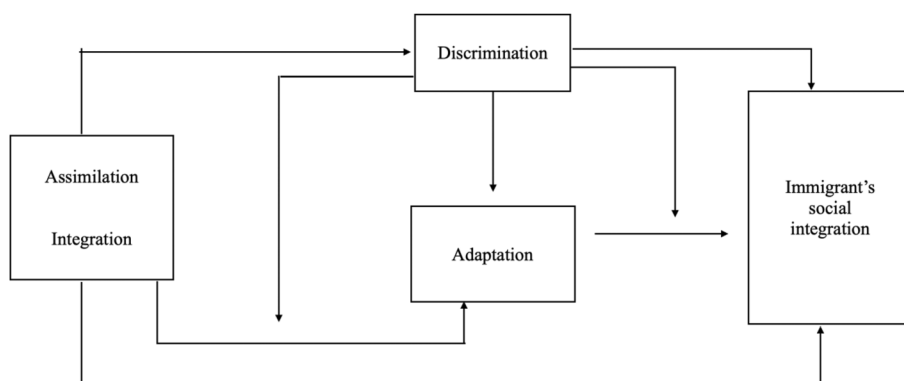 Discrimination
Assimilation
Integration
Adaptation
Immigrant’s
social
integration